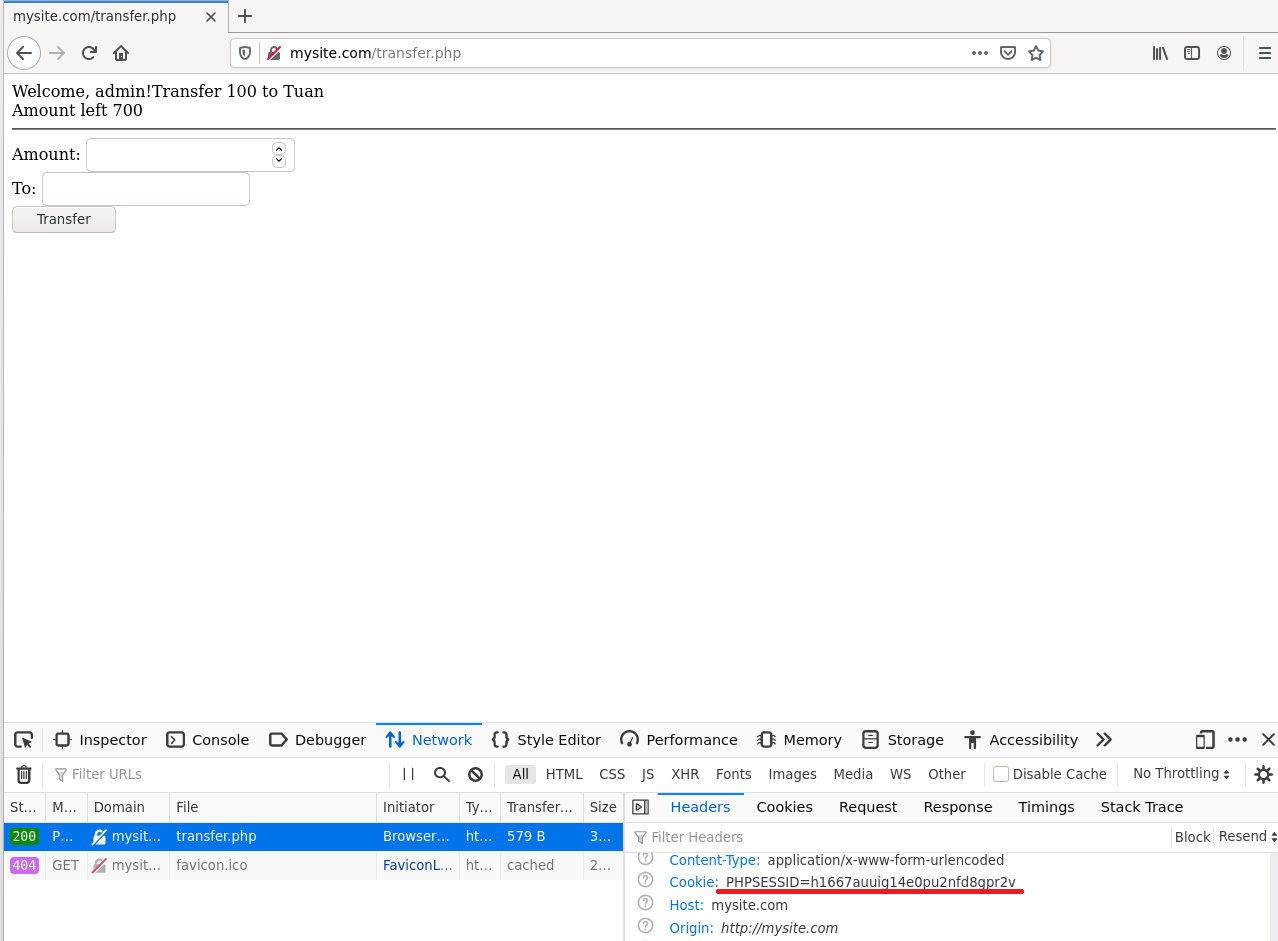 mysite.com/transfer.php
mysite.com/transfer.php
Welcome, admin!Transfer 100 to Tuan
Amount left 700
Amount:
To:
Transfer
Inspector Console Debugger Network Style Editor Performance Memory Storage Accessibility
Filter URLs All HTML CSS JS XHR Fonts Images Media WS Other Disable Cache No Throttling
St... M... Domain File Initiator Ty... Transfer... Size Headers Cookies Request Response Timings Stack Trace
200 P... mysit... transfer.php Browser... ht... 579 B 3... Filter Headers Block Resend
404 GET mysit... favicon.ico FaviconL... ht... cached 2... Content-Type: application/x-www-form-urlencoded
Cookie: PHPSESSID=h1667auuig14e0pu2nfd8gpr2v
Host: mysite.com
Origin: http://mysite.com